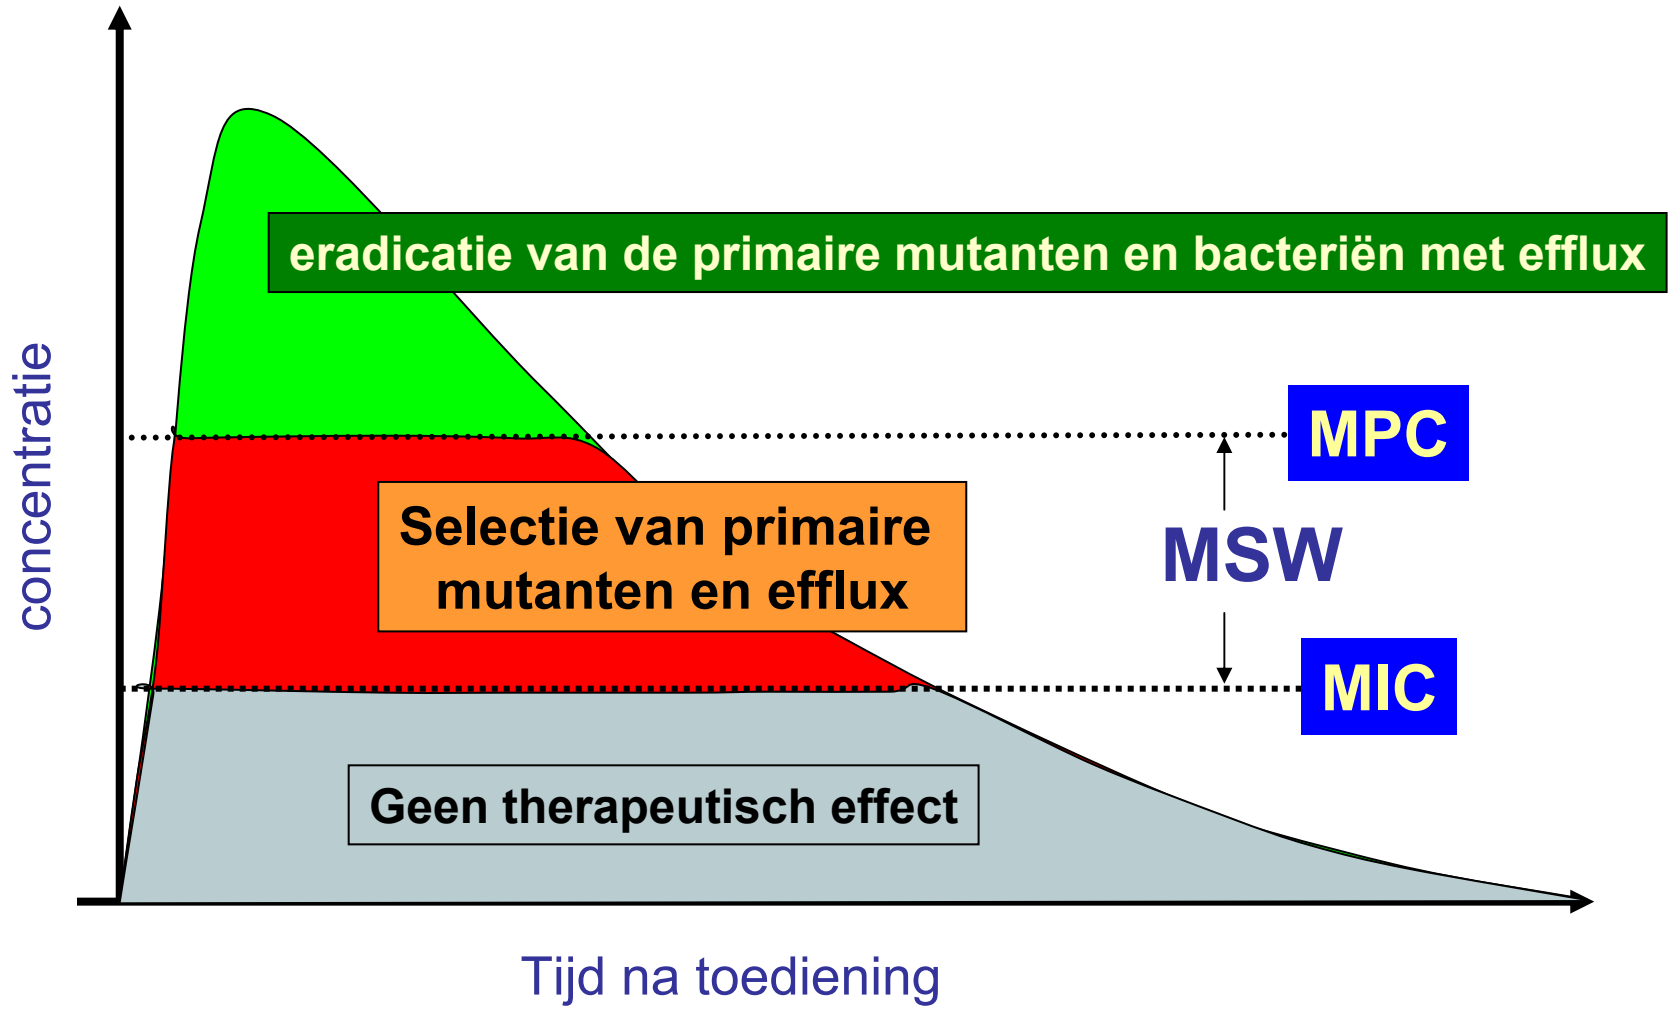 eradicatie van de primaire mutanten en bacteriën met efflux
concentratie
MPC
Selectie van primaire
mutanten en efflux
MSW
MIC
Geen therapeutisch effect
Tijd na toediening